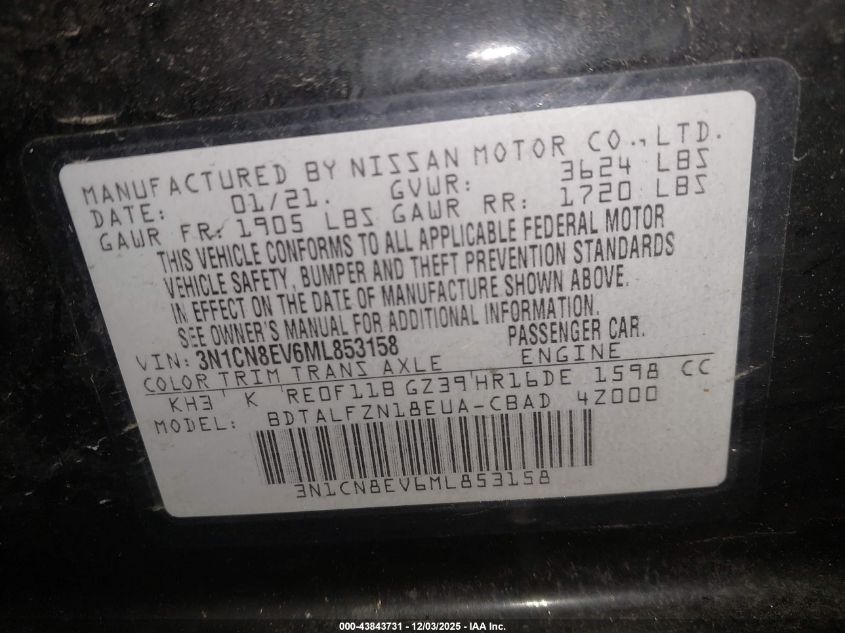 MANUFACTURED BY NISSAN MOTOR CO., LTD.
DATE: 01/21. GVWR: 3624 LBS
GAWR FR: 1905 LBS GAWR RR: 1720 LBS
THIS VEHICLE CONFORMS TO ALL APPLICABLE FEDERAL MOTOR
VEHICLE SAFETY, BUMPER AND THEFT PREVENTION STANDARDS
IN EFFECT ON THE DATE OF MANUFACTURE SHOWN ABOVE.
SEE OWNER'S MANUAL FOR ADDITIONAL INFORMATION.
VIN: 3N1CN8EV6ML853158 PASSENGER CAR.
COLOR TRIM TRANS AXLE ENGINE
KH3 K RE0F11B GZ39 HR16DE 1598 CC
MODEL: BDTALFZN18EUA-CBAD 4Z000
3N1CN8EV6ML853158
000-43843731 - 12/03/2025 - IAA Inc.